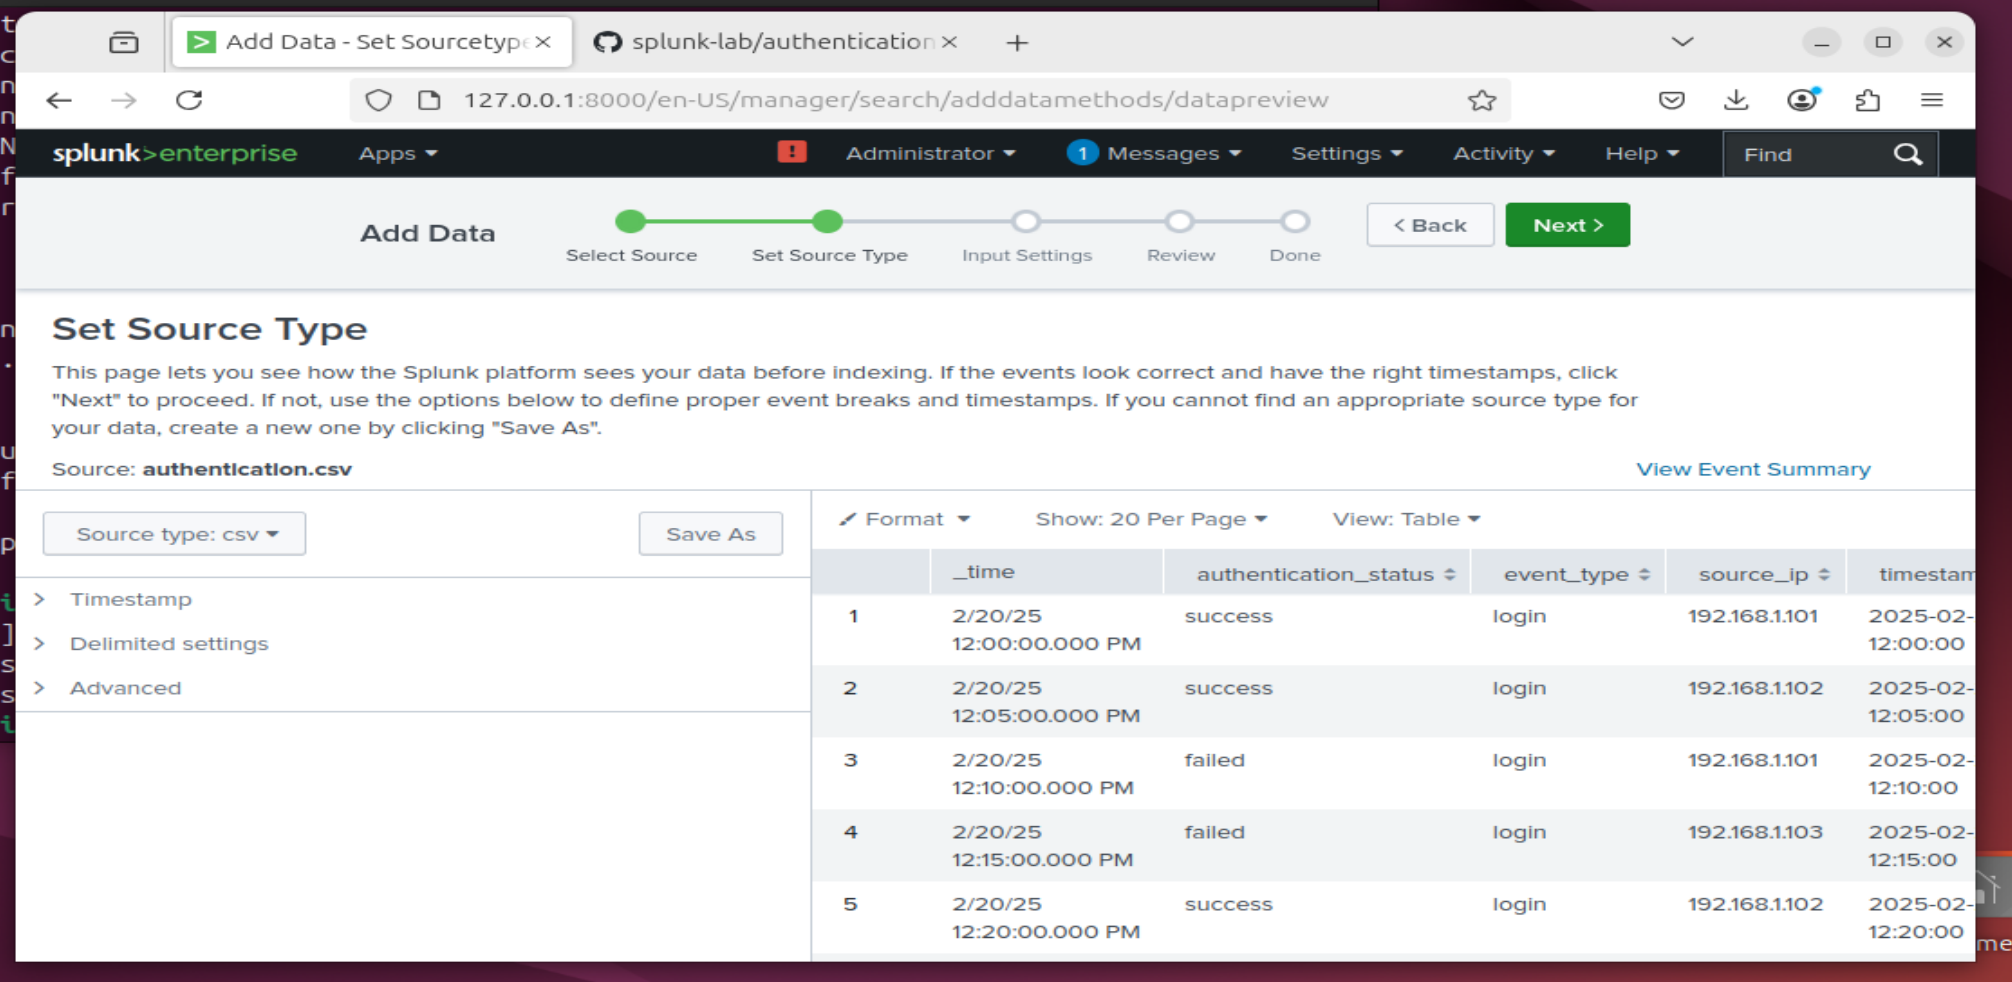 Add Data - Set Sourcetype
splunk-lab/authentication
127.0.0.1:8000/en-US/manager/search/adddatamethods/datapreview
splunk>enterprise Apps Administrator 1 Messages Settings Activity Help Find
Add Data
Select Source Set Source Type Input Settings Review Done
< Back Next >
Set Source Type
This page lets you see how the Splunk platform sees your data before indexing. If the events look correct and have the right timestamps, click
"Next" to proceed. If not, use the options below to define proper event breaks and timestamps. If you cannot find an appropriate source type for
your data, create a new one by clicking "Save As".
Source: authentication.csv
View Event Summary
Source type: csv
Save As
Timestamp
Delimited settings
Advanced
Format Show: 20 Per Page View: Table
_time authentication_status event_type source_ip timestam
1 2/20/25 success login 192.168.1.101 2025-02-
12:00:00.000 PM 12:00:00
2 2/20/25 success login 192.168.1.102 2025-02-
12:05:00.000 PM 12:05:00
3 2/20/25 failed login 192.168.1.101 2025-02-
12:10:00.000 PM 12:10:00
4 2/20/25 failed login 192.168.1.103 2025-02-
12:15:00.000 PM 12:15:00
5 2/20/25 success login 192.168.1.102 2025-02-
12:20:00.000 PM 12:20:00
me